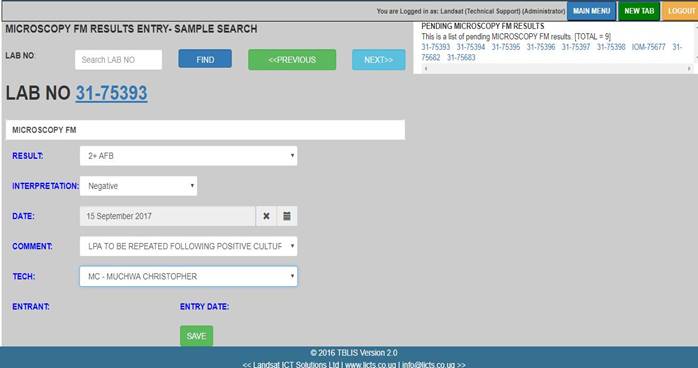 You are Logged in as: Landsat (Technical Support) (Administrator) MAIN MENU NEW TAB LOGOUT
MICROSCOPY FM RESULTS ENTRY- SAMPLE SEARCH
PENDING MICROSCOPY FM RESULTS
This is a list of pending MICROSCOPY FM results. [TOTAL = 9]
31-75393 31-75394 31-75395 31-75396 31-75397 31-75398 IOM-75677 31-
75682 31-75683
LAB NO: Search LAB NO FIND <<PREVIOUS NEXT>>
LAB NO 31-75393
MICROSCOPY FM
RESULT: 2+ AFB
INTERPRETATION: Negative
DATE: 15 September 2017
COMMENT: LPA TO BE REPEATED FOLLOWING POSITIVE CULTUF
TECH: MC - MUCHWA CHRISTOPHER
ENTRANT: ENTRY DATE:
SAVE
© 2016 TBLIS Version 2.0
<< Landsat ICT Solutions Ltd | www.licts.co.ug | info@licts.co.ug >>